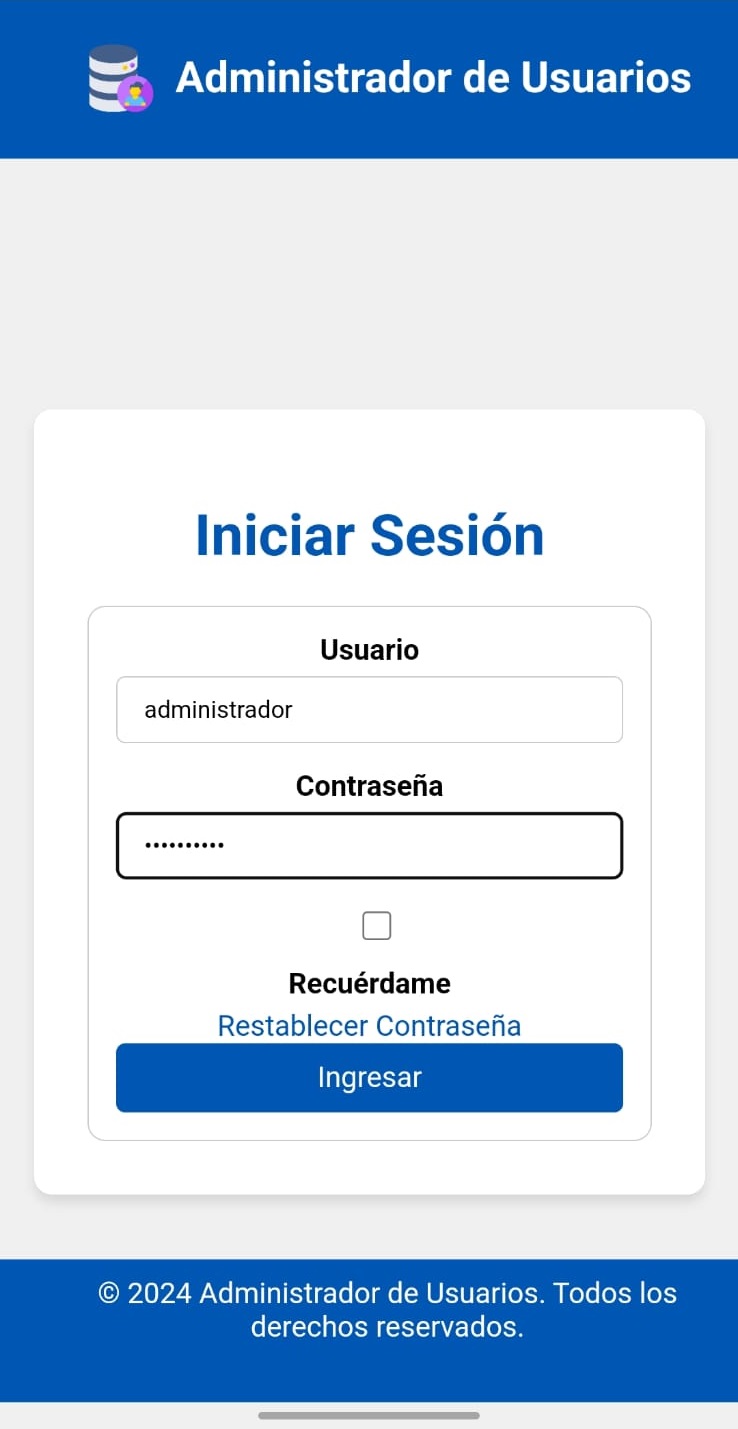 Administrador de Usuarios
Iniciar Sesión
Usuario
administrador
Contraseña
••••••••••
Recuérdame
Restablecer Contraseña
Ingresar
© 2024 Administrador de Usuarios. Todos los
derechos reservados.